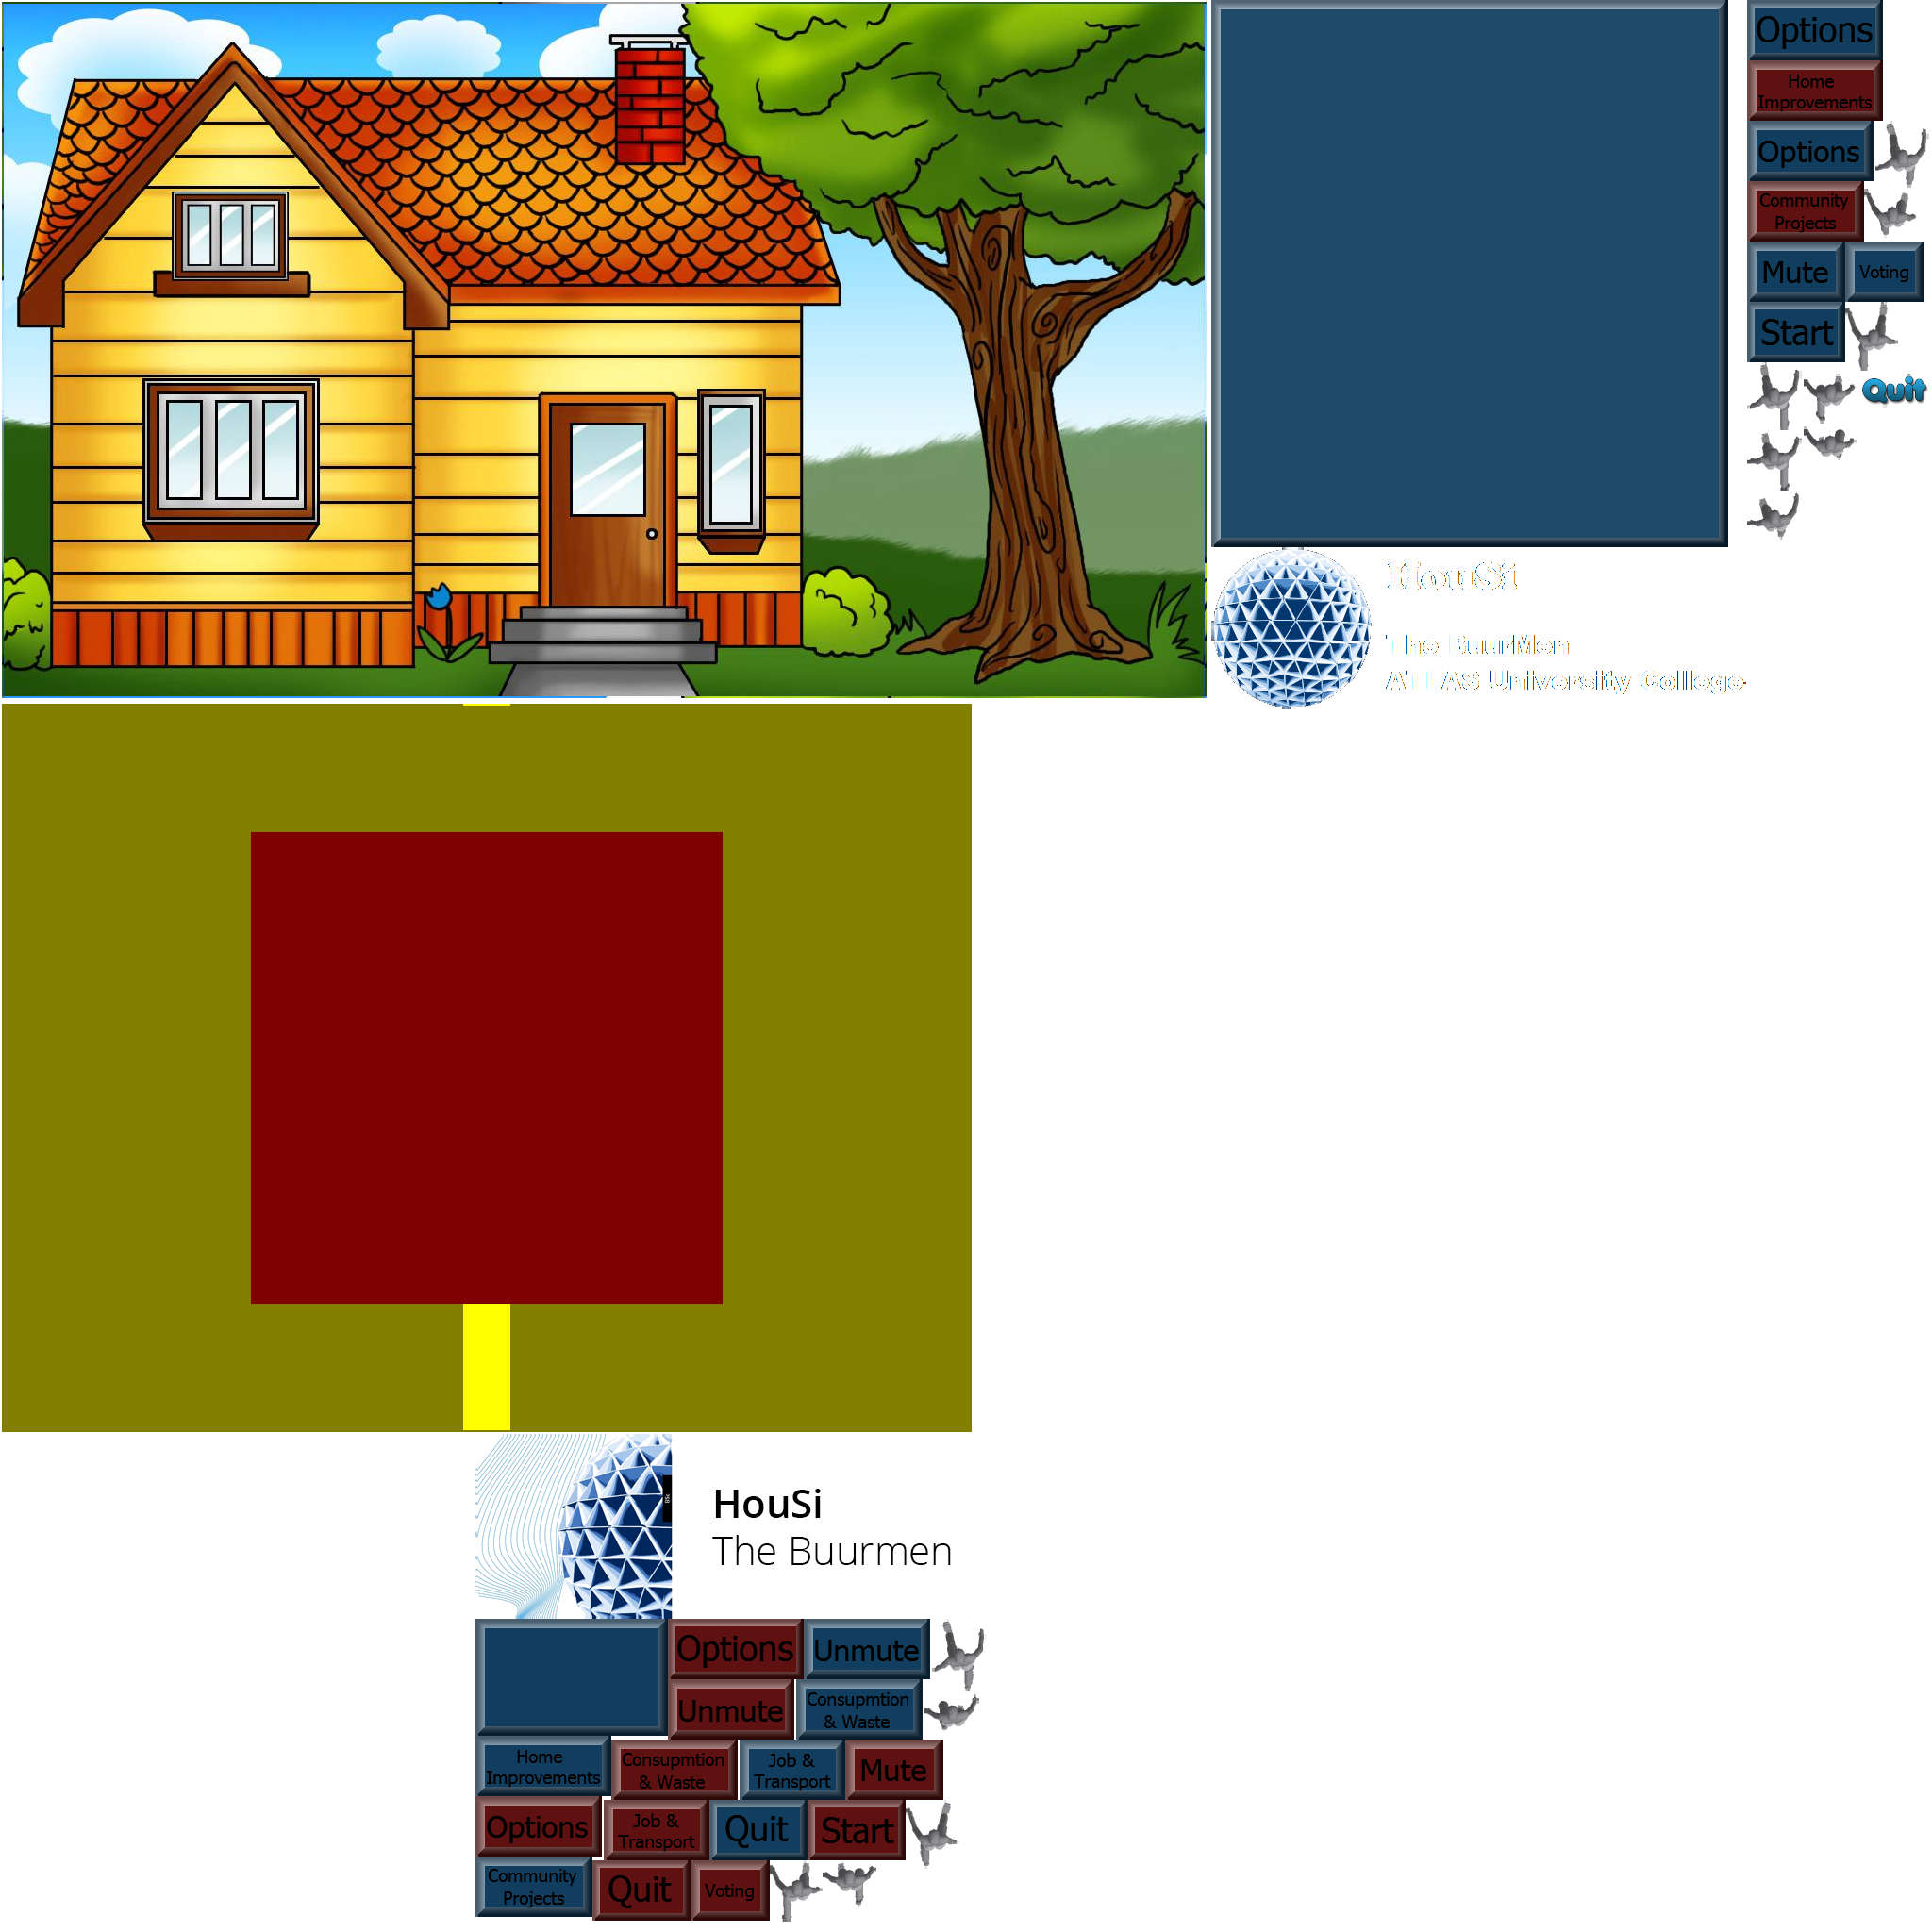 Options
Home
Improvements
Options
Community
Projects
Mute
Voting
Start
Quit
HouSi
The BuurMen
ATLAS University College
HouSi
The Buurmen
Options
Unmute
Unmute
Consupmtion
& Waste
Home
Improvements
Consupmtion
& Waste
Job &
Transport
Mute
Options
Job &
Transport
Quit
Start
Community
Projects
Quit
Voting